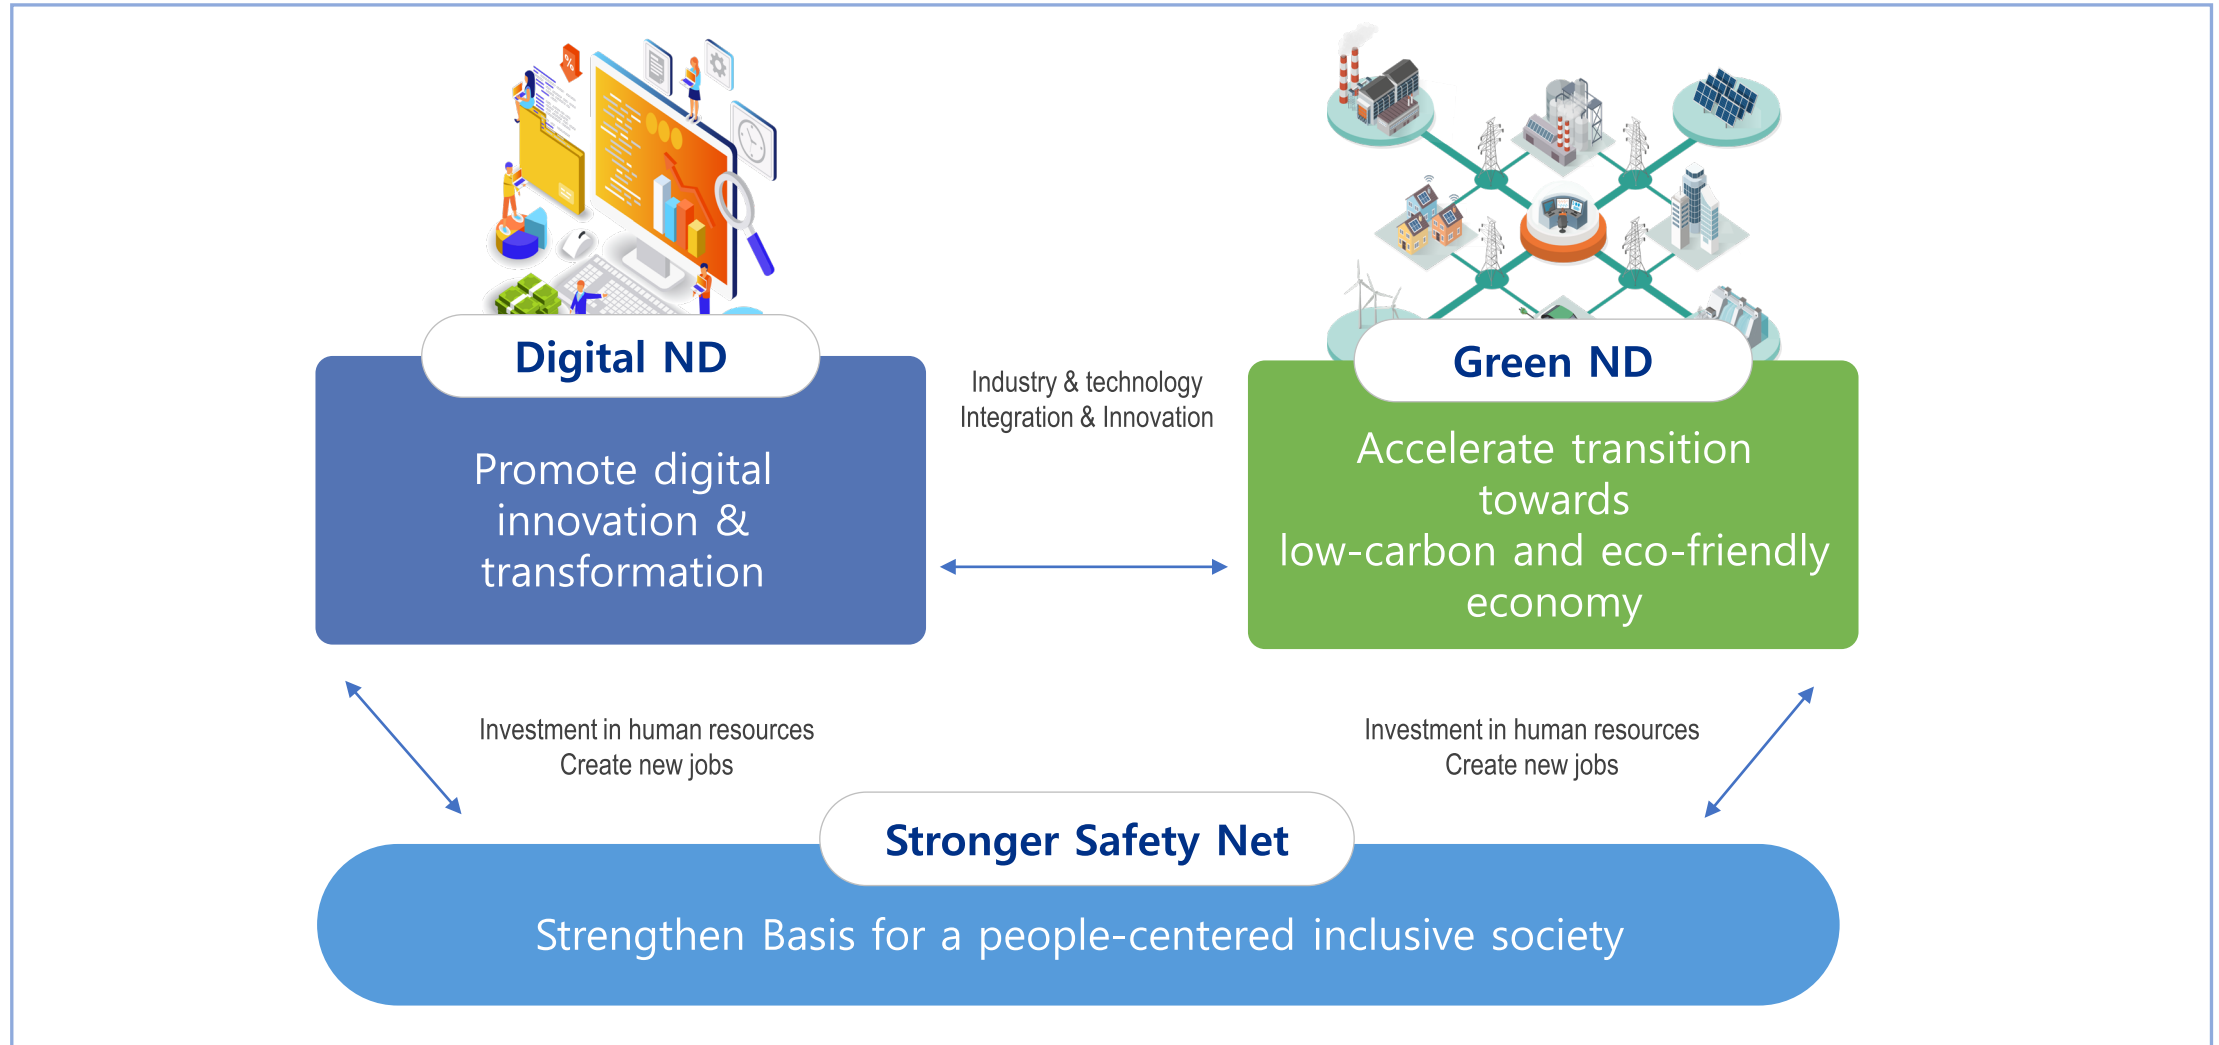 Digital ND
Promote digital
innovation &
transformation
Industry & technology
Integration & Innovation
Green ND
Accelerate transition
towards
low-carbon and eco-friendly
economy
Investment in human resources
Create new jobs
Investment in human resources
Create new jobs
Stronger Safety Net
Strengthen Basis for a people-centered inclusive society
%